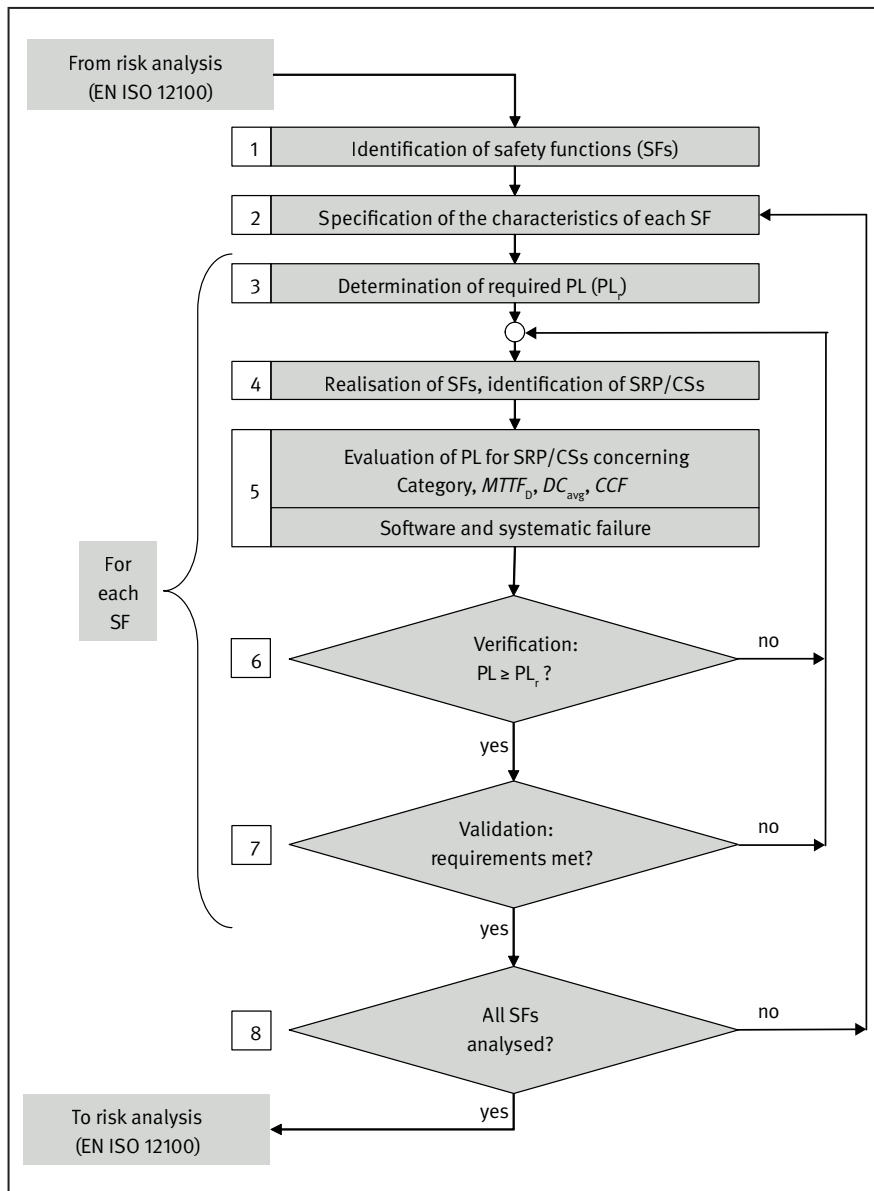 From risk analysis
(EN ISO 12100)
1
Identification of safety functions (SFs)
2
Specification of the characteristics of each SF
3
Determination of required PL (PLr)
4
Realisation of SFs, identification of SRP/CSs
5
Evaluation of PL for SRP/CSs concerning
Category, MTTFD, DCavg, CCF
Software and systematic failure
For
each
SF
6
Verification:
PL ≥ PLr ?
no
yes
7
Validation:
requirements met?
no
yes
8
All SFs
analysed?
no
yes
To risk analysis
(EN ISO 12100)